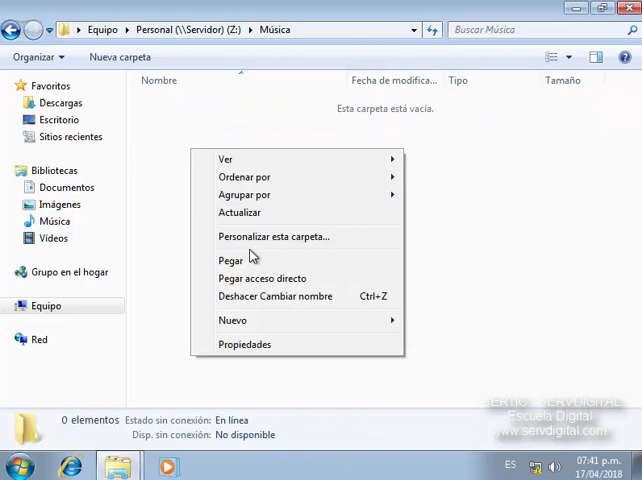 Equipo ▸ Personal (\\Servidor) (Z:) ▸ Música
Buscar Música
Organizar
Nueva carpeta
Nombre
Fecha de modifica...
Tipo
Tamaño
Esta carpeta está vacía.
Favoritos
Descargas
Escritorio
Sitios recientes
Bibliotecas
Documentos
Imágenes
Música
Vídeos
Grupo en el hogar
Equipo
Red
Ver
Ordenar por
Agrupar por
Actualizar
Personalizar esta carpeta...
Pegar
Pegar acceso directo
Deshacer Cambiar nombre Ctrl+Z
Nuevo
Propiedades
0 elementos
Estado sin conexión: En línea
Disp. sin conexión: No disponible
Escuela Digital
www.servdigital.com
ES
07:41 p.m.
17/04/2018